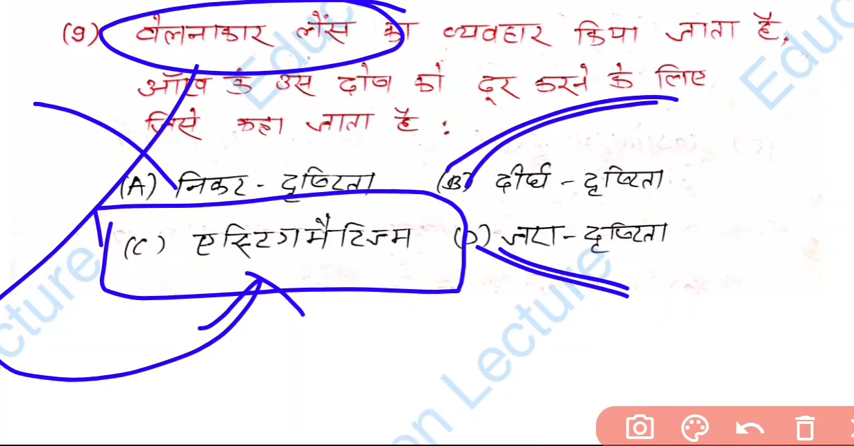 (9) बेलनाकार लेंस का व्यवहार किया जाता है,
आँख के उस दोष को दूर करने के लिए
जिसे कहा जाता है :
(A) निकट - दृष्टिता (B) दीर्घ - दृष्टिता
(C) एस्टिगमैटिज्म (D) जरा - दृष्टिता